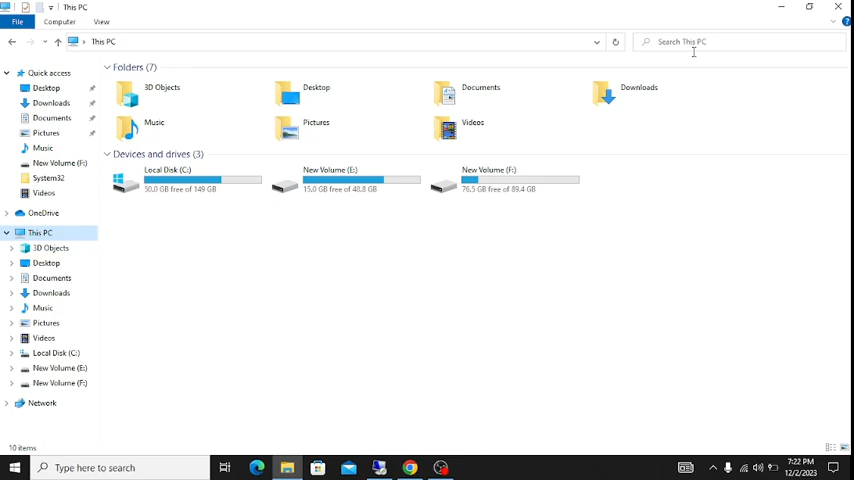 This PC
File Computer View
This PC Search This PC
Quick access
Desktop
Downloads
Documents
Pictures
Music
New Volume (F:)
System32
Videos
OneDrive
This PC
3D Objects
Desktop
Documents
Downloads
Music
Pictures
Videos
Local Disk (C:)
New Volume (E:)
New Volume (F:)
Network
Folders (7)
3D Objects Desktop Documents Downloads
Music Pictures Videos
Devices and drives (3)
Local Disk (C:) New Volume (E:) New Volume (F:)
50.0 GB free of 149 GB 15.0 GB free of 48.8 GB 76.5 GB free of 89.4 GB
10 items
Type here to search
7:22 PM
12/2/2023